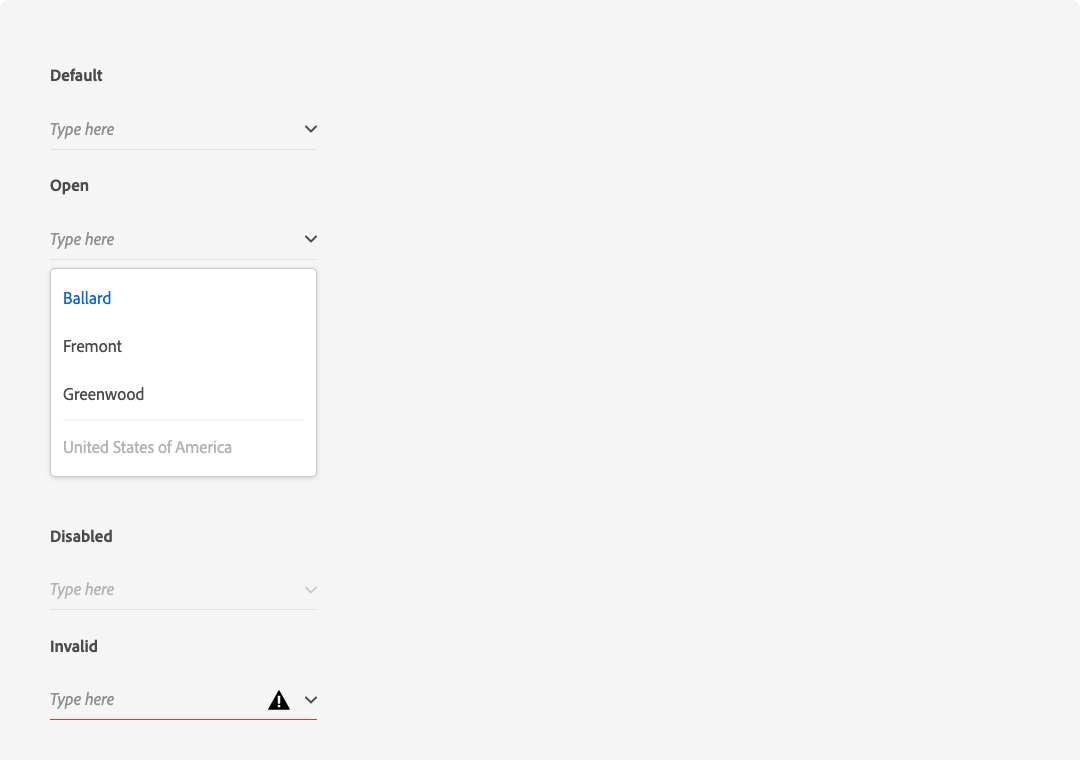 Default
Type here
Open
Type here
Ballard
Fremont
Greenwood
United States of America
Disabled
Type here
Invalid
Type here